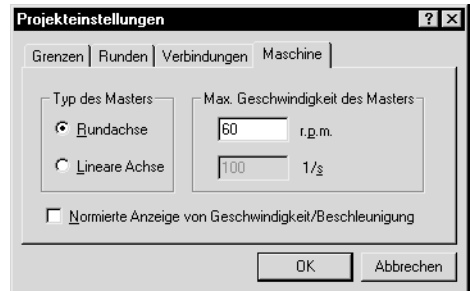 Projekteinstellungen
Grenzen Runden Verbindungen Maschine
Typ des Masters
Rundachse
Lineare Achse
Max. Geschwindigkeit des Masters
60 r.p.m.
100 1/s
Normierte Anzeige von Geschwindigkeit/Beschleunigung
OK Abbrechen